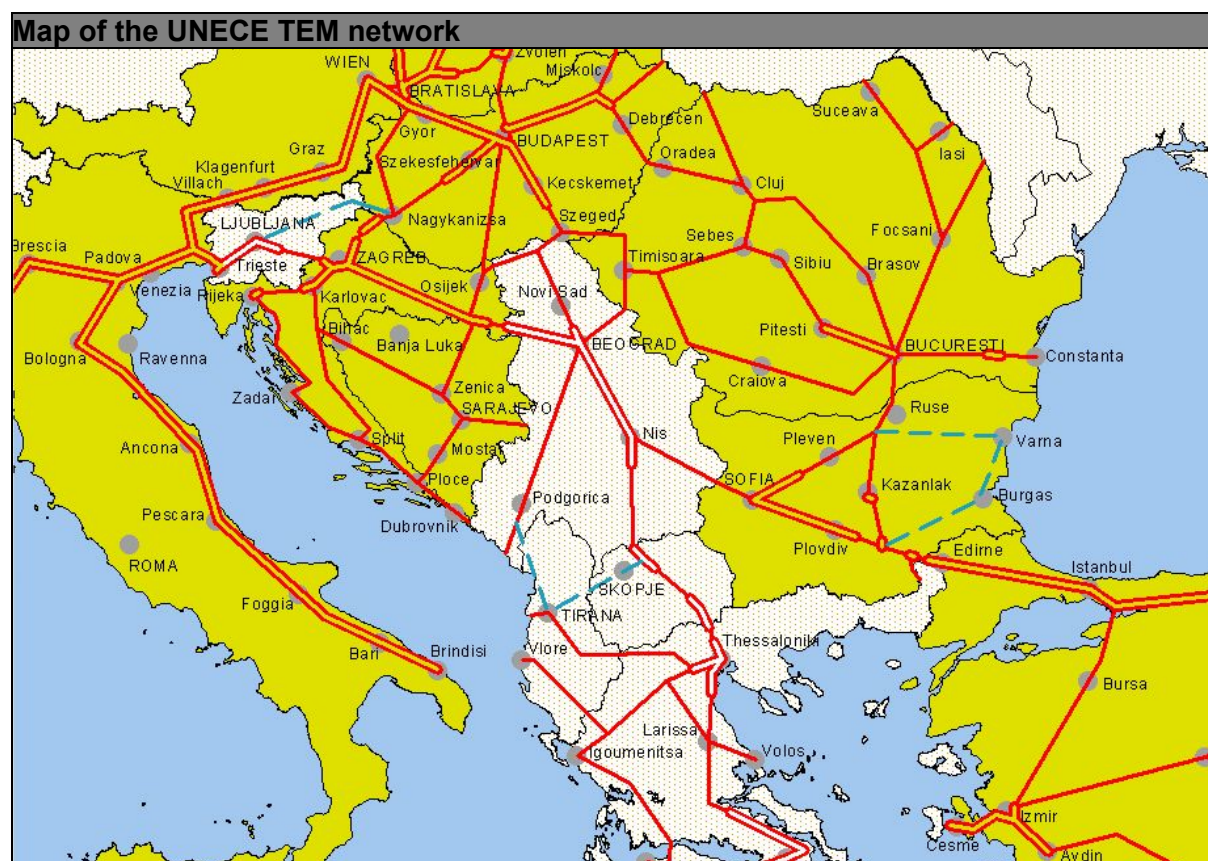 Map of the UNECE TEM network
Zvolen
WIEN
Miskolc
BRATISLAVA
Suceava
Gyor
Debrecen
BUDAPEST
Iasi
Graz
Szekesfehervar
Oradea
Klagenfurt
Villach
Kecskemet
Cluj
LJUBLJANA
Nagykanizsa
Szeged
Focsani
Brescia
Padova
Sebes
ZAGREB
Sibiu
Trieste
Timisoara
Brasov
Venezia
Rijeka
Karlovac
Osijek
Novi Sad
Bihac
Banja Luka
Pitesti
BEOGRAD
BUCURESTI
Bologna
Ravenna
Constanta
Craiova
Zenica
Zadar
SARAJEVO
Ruse
Split
Nis
Varna
Ancona
Mostar
Pleven
Ploce
SOFIA
Kazanlak
Burgas
Podgorica
Pescara
Dubrovnik
Plovdiv
Edirne
ROMA
Istanbul
SKOPJE
Foggia
TIRANA
Thessaloniki
Vlore
Bari
Brindisi
Bursa
Larissa
Igoumenitsa
Volos
Izmir
Cesme
Aydin